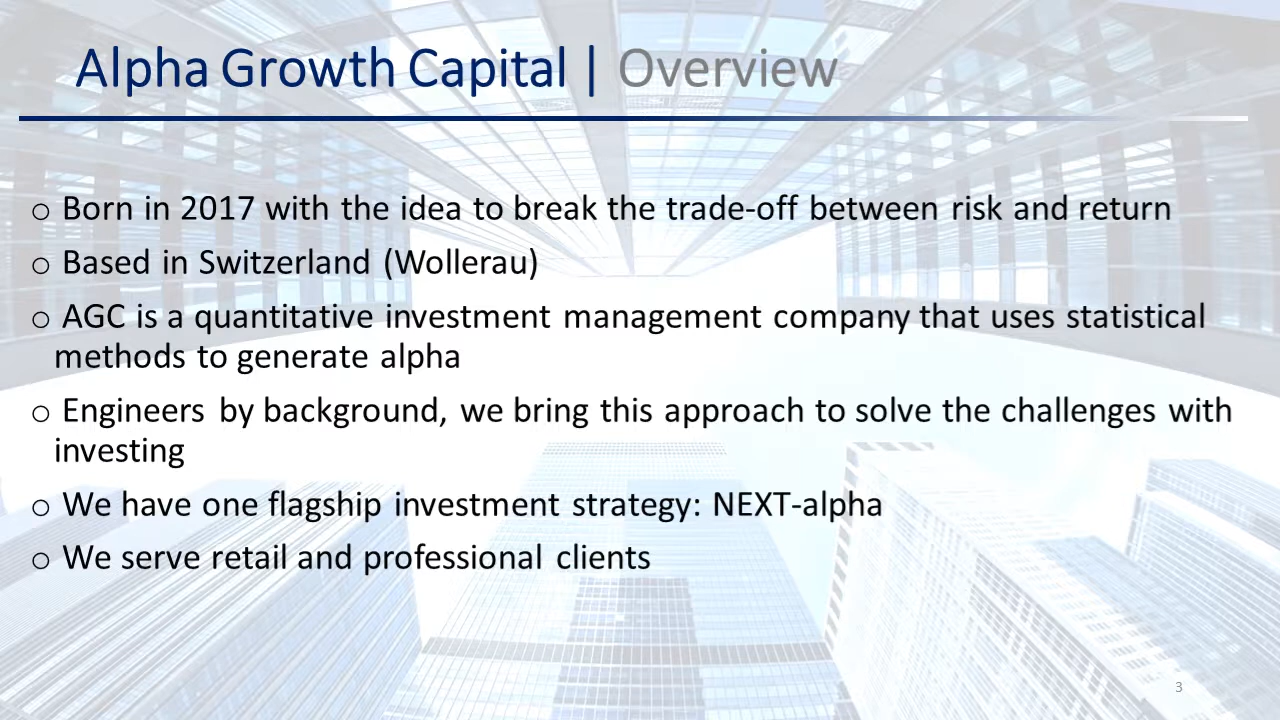 Alpha Growth Capital | Overview
o Born in 2017 with the idea to break the trade-off between risk and return
o Based in Switzerland (Wollerau)
o AGC is a quantitative investment management company that uses statistical
methods to generate alpha
o Engineers by background, we bring this approach to solve the challenges with
investing
o We have one flagship investment strategy: NEXT-alpha
o We serve retail and professional clients
3